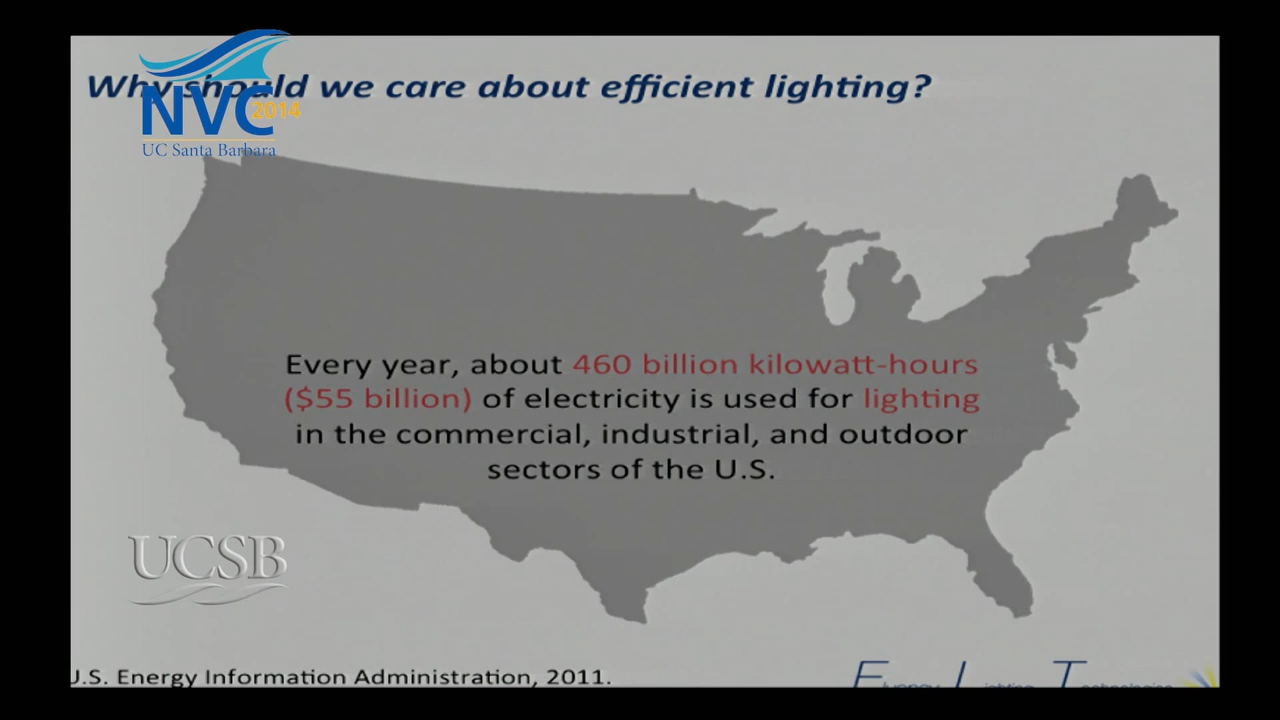 Why should we care about efficient lighting?
NVC 2014
UC Santa Barbara
Every year, about 460 billion kilowatt-hours
($55 billion) of electricity is used for lighting
in the commercial, industrial, and outdoor
sectors of the U.S.
UCSB
U.S. Energy Information Administration, 2011.